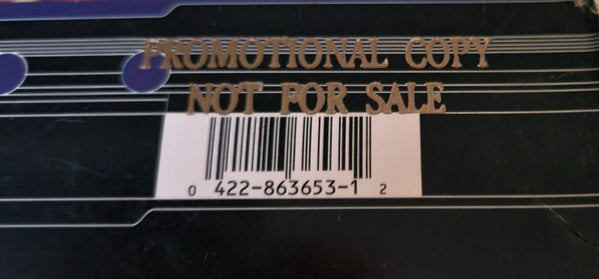 PROMOTIONAL COPY
NOT FOR SALE
0 422-863653-1 2